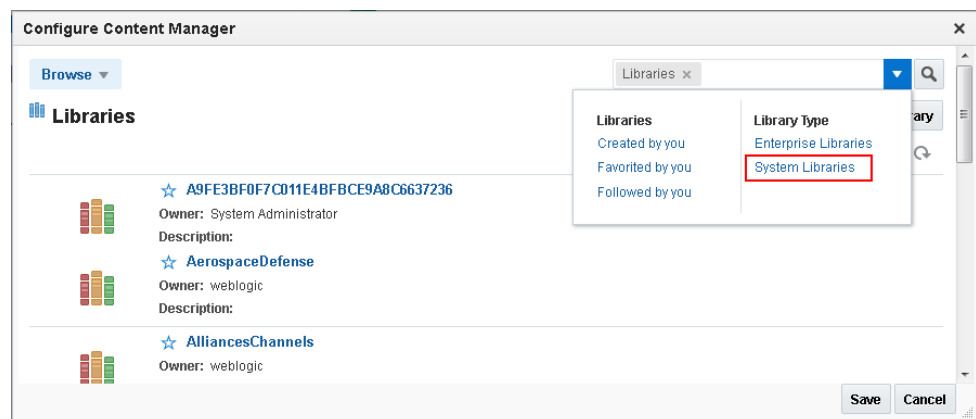 Configure Content Manager
Browse
Libraries
Libraries
ary
Libraries
Created by you
Favorited by you
Followed by you
Library Type
Enterprise Libraries
System Libraries
A9FE3BF0F7C011E4BFBCE9A8C6637236
Owner: System Administrator
Description:
AerospaceDefense
Owner: weblogic
Description:
AlliancesChannels
Owner: weblogic
Save Cancel